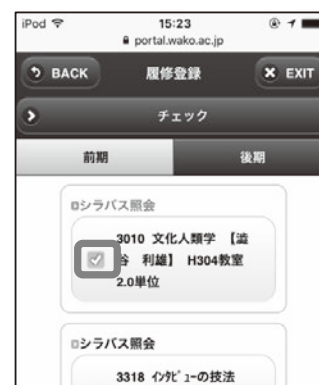 iPod 15:23
portal.wako.ac.jp
BACK 履修登録 EXIT
チェック
前期 後期
シラバス照会
3010 文化人類学 【澁
谷 利雄】 H304教室
2.0単位
シラバス照会
3318 ｲﾝﾀﾋﾞｭｰの技法